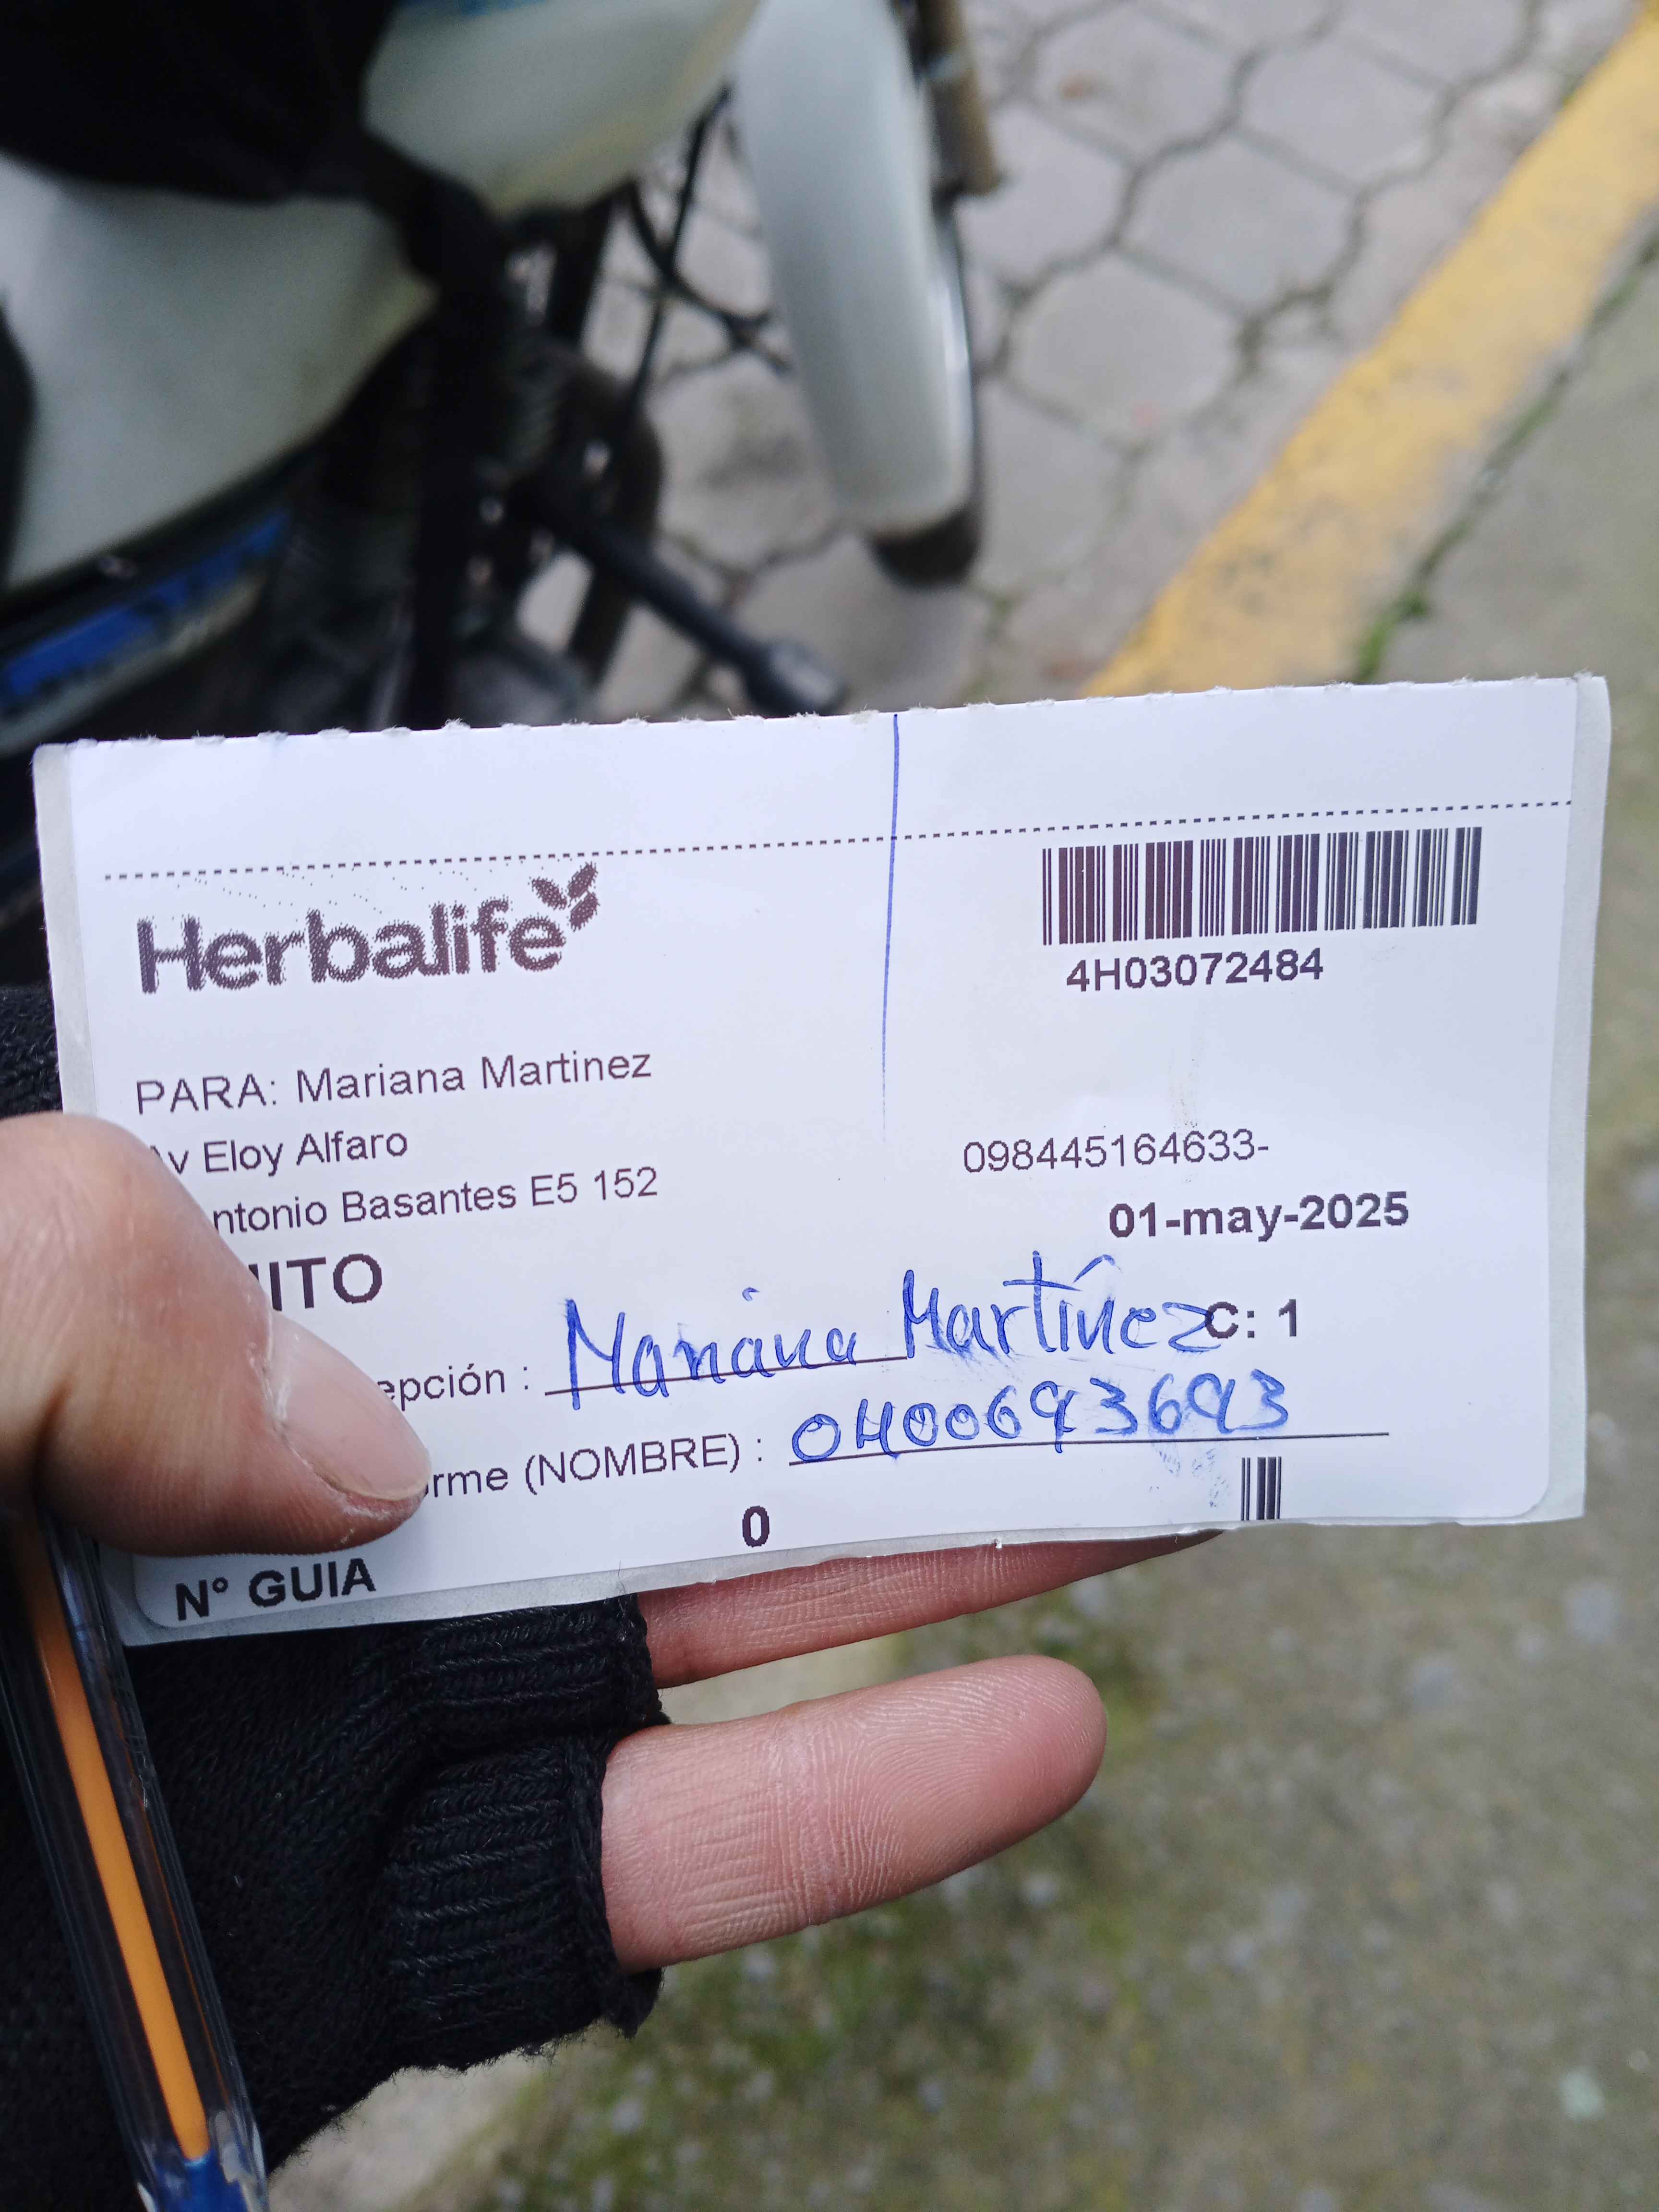 Herbalife
4H03072484
PARA: Mariana Martinez
Av Eloy Alfaro
098445164633-
ntonio Basantes E5 152
01-may-2025
UITO
C: 1
epción : Mariana Martínez
rme (NOMBRE) : 0400693693
0
N° GUIA